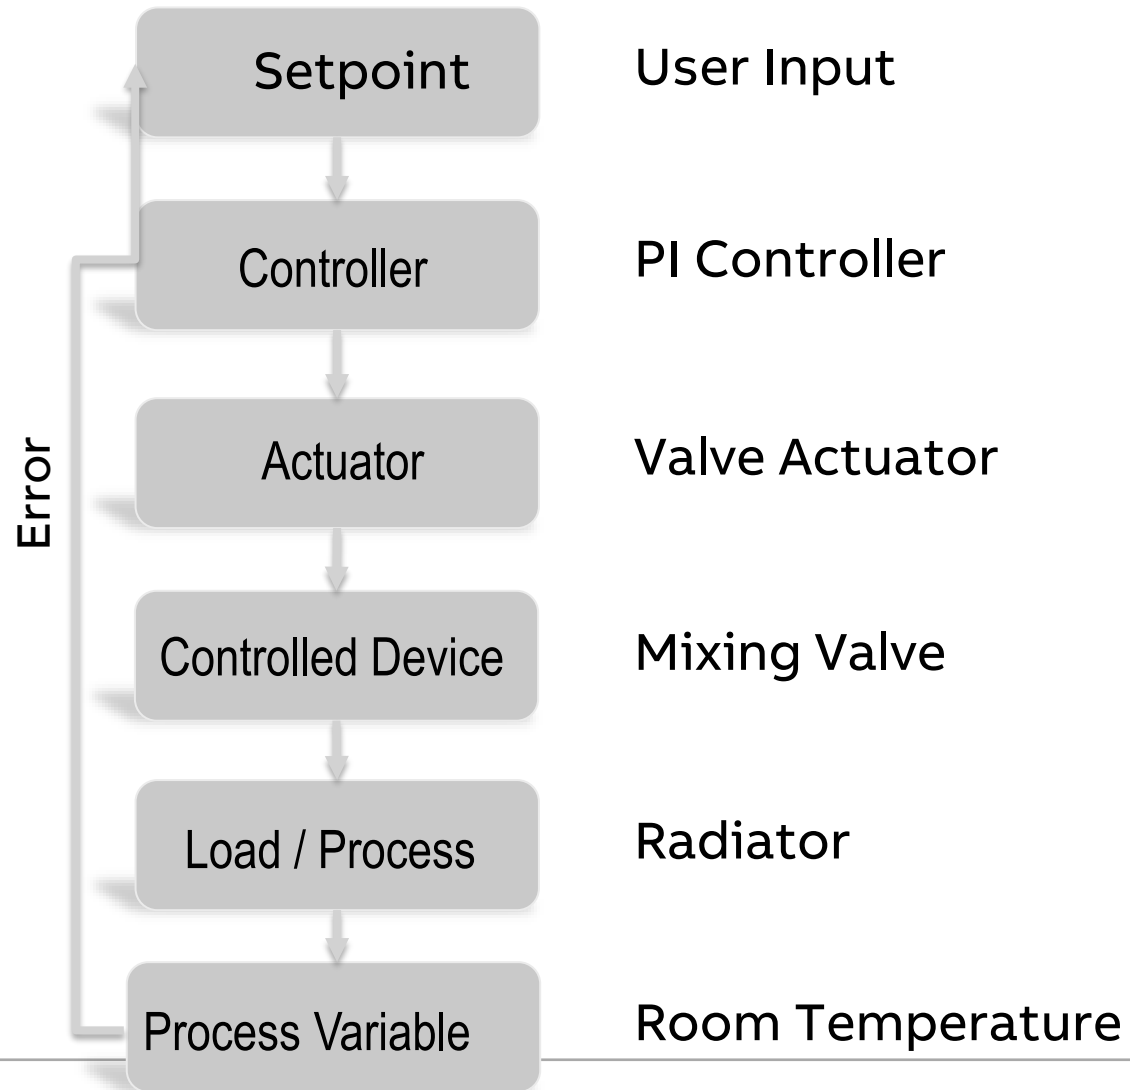 Setpoint
User Input
Controller
PI Controller
Error
Actuator
Valve Actuator
Controlled Device
Mixing Valve
Load / Process
Radiator
Process Variable
Room Temperature